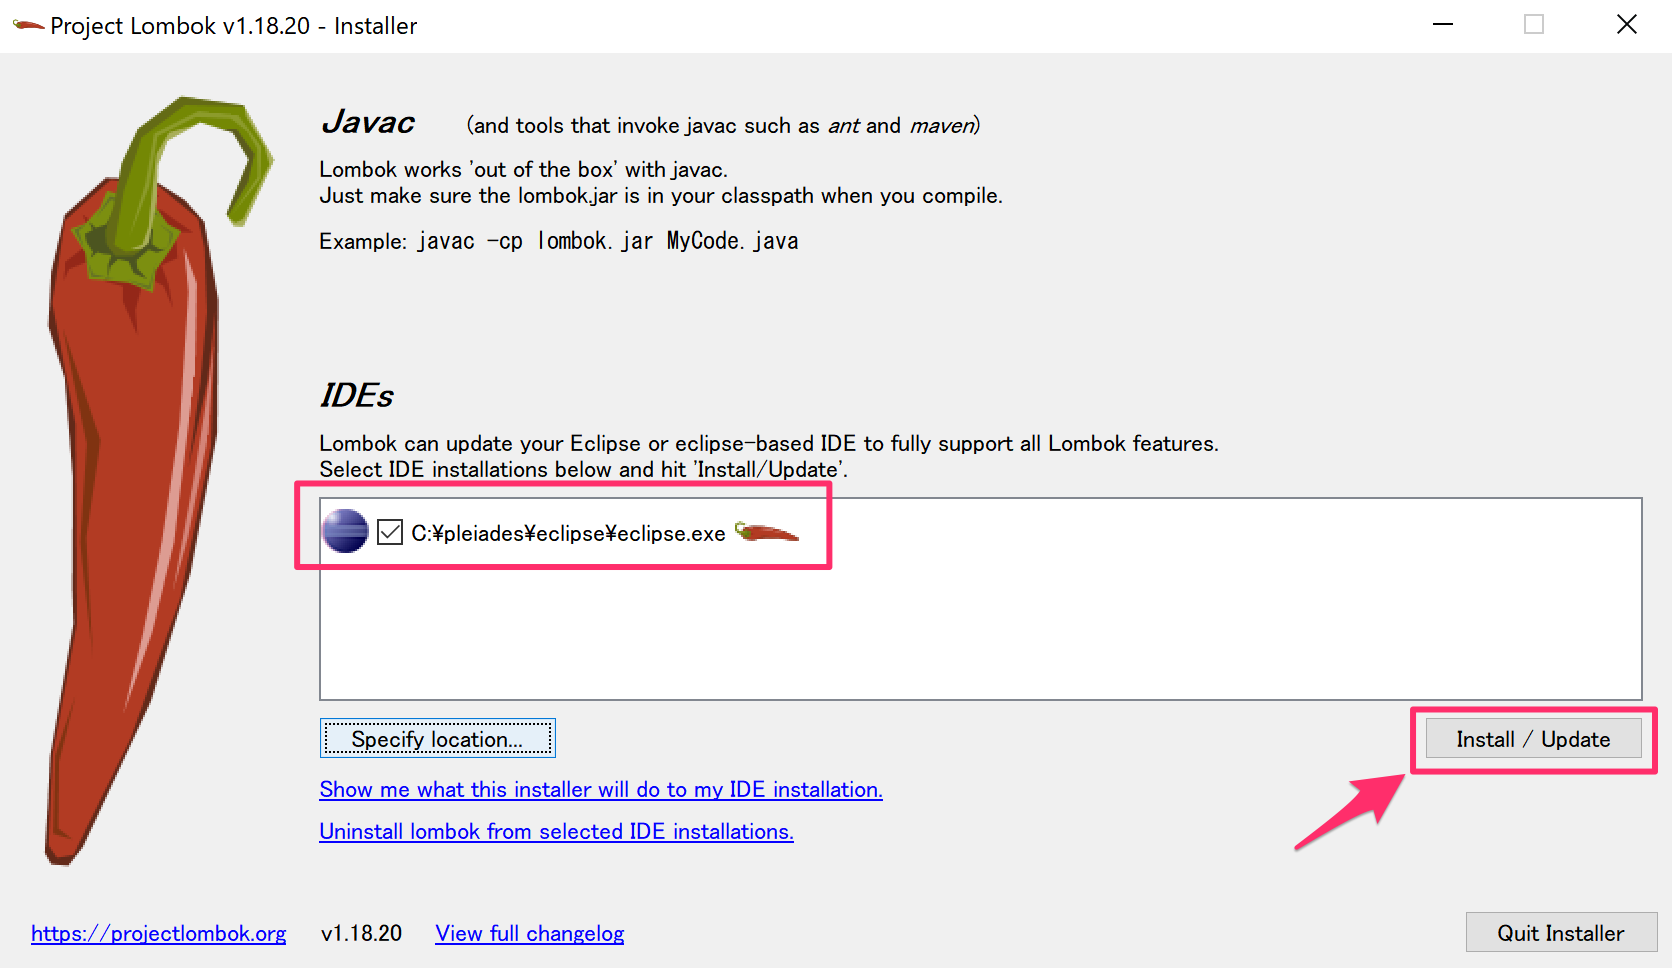 Project Lombok v1.18.20 - Installer
Javac (and tools that invoke javac such as ant and maven)
Lombok works 'out of the box' with javac.
Just make sure the lombok.jar is in your classpath when you compile.
Example: javac -cp lombok.jar MyCode.java
IDEs
Lombok can update your Eclipse or eclipse-based IDE to fully support all Lombok features.
Select IDE installations below and hit 'Install/Update'.
C:¥pleiades¥eclipse¥eclipse.exe
Specify location...
Install / Update
Show me what this installer will do to my IDE installation.
Uninstall lombok from selected IDE installations.
https://projectlombok.org v1.18.20 View full changelog
Quit Installer